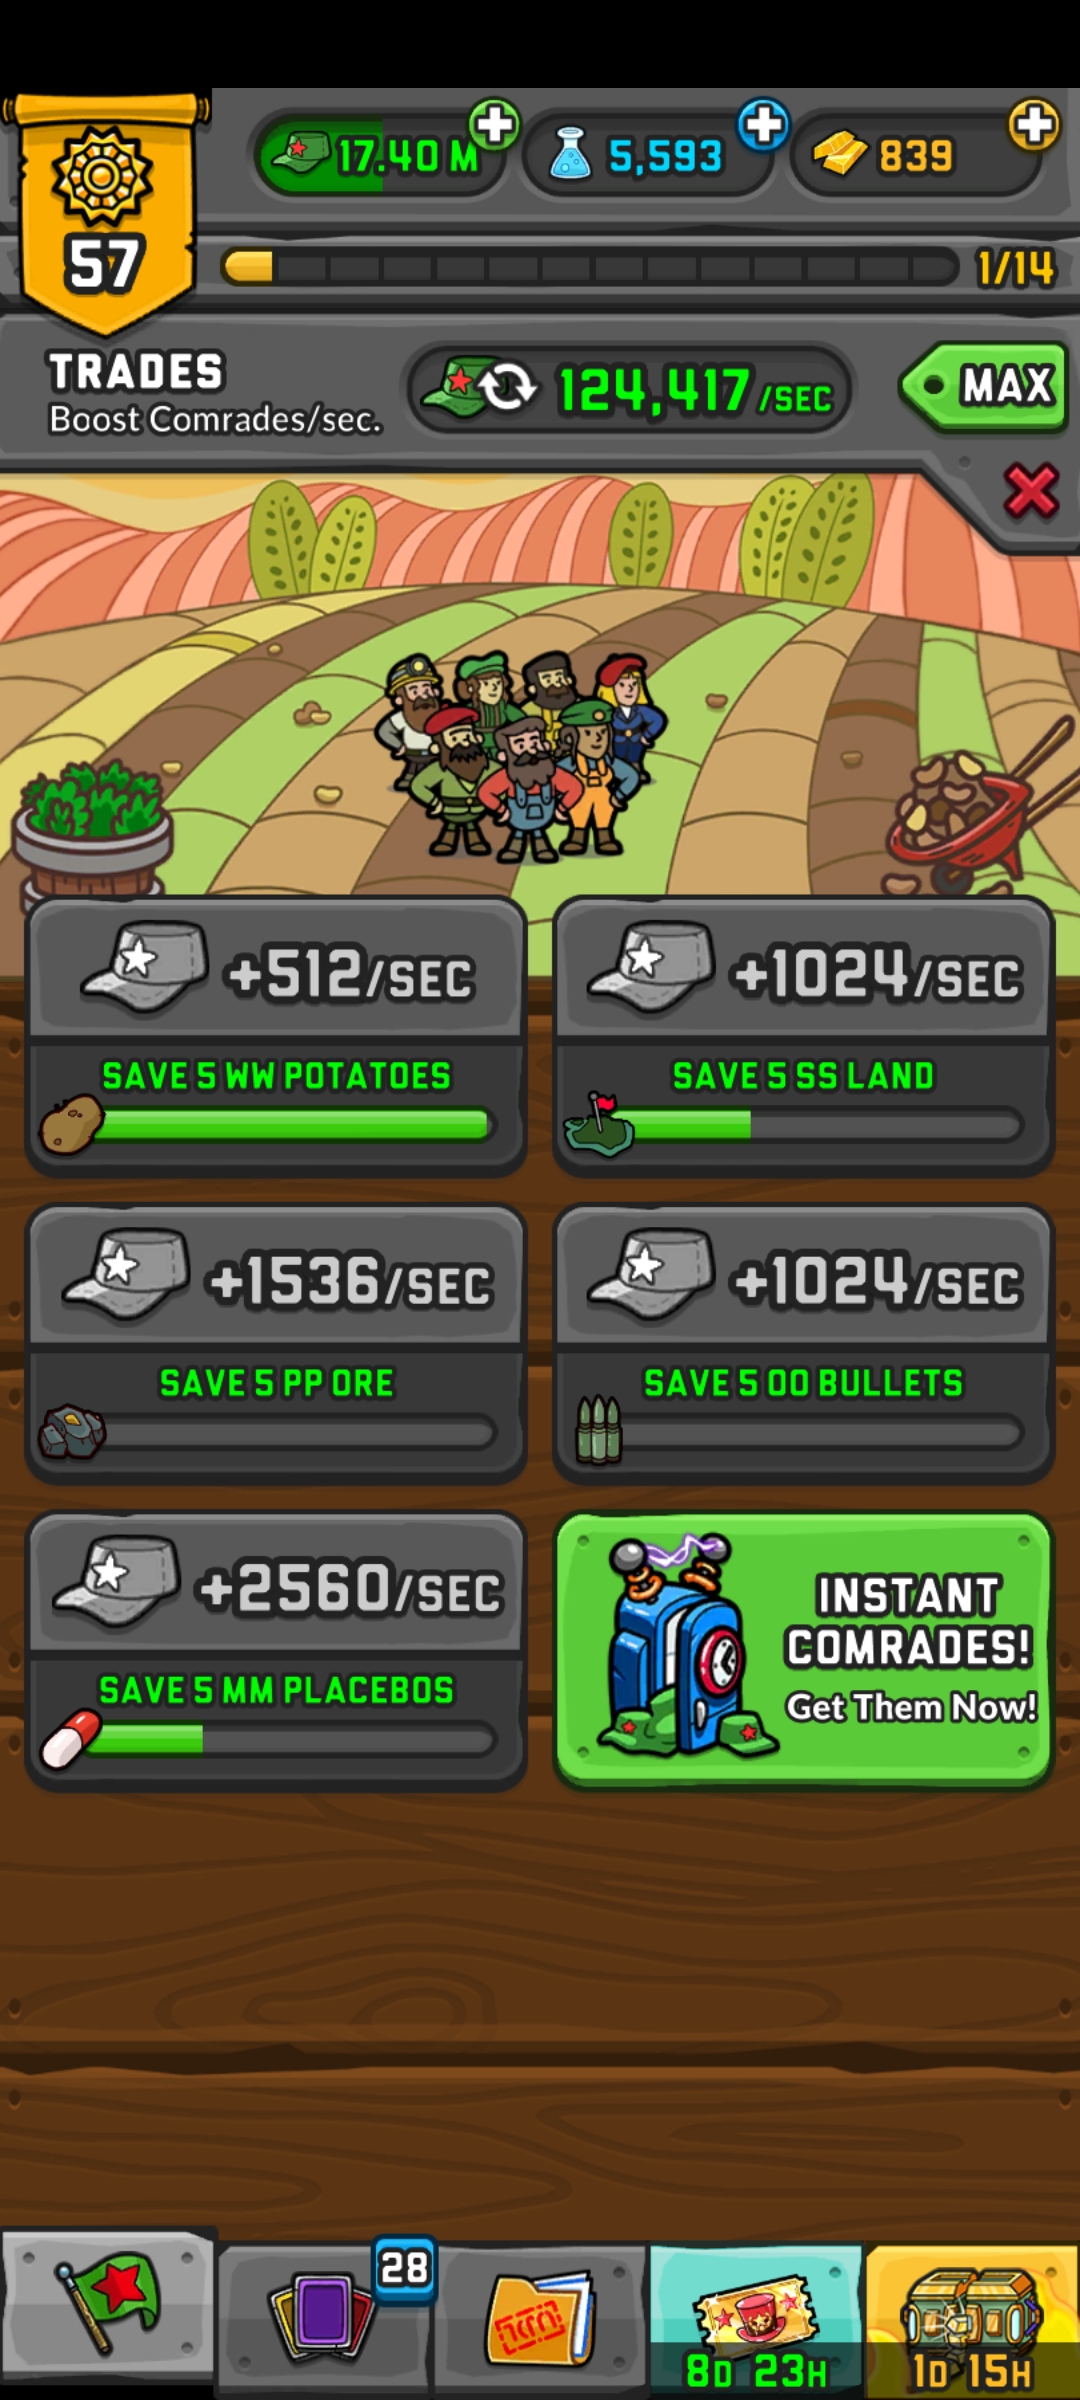 17.40 M
5,593
839
57
1/14
TRADES
Boost Comrades/sec.
124,417/SEC
MAX
+512/SEC
+1024/SEC
SAVE 5 WW POTATOES
SAVE 5 SS LAND
+1536/SEC
+1024/SEC
SAVE 5 PP ORE
SAVE 5 OO BULLETS
+2560/SEC
SAVE 5 MM PLACEBOS
INSTANT
COMRADES!
Get Them Now!
28
8D 23H
1D 15H